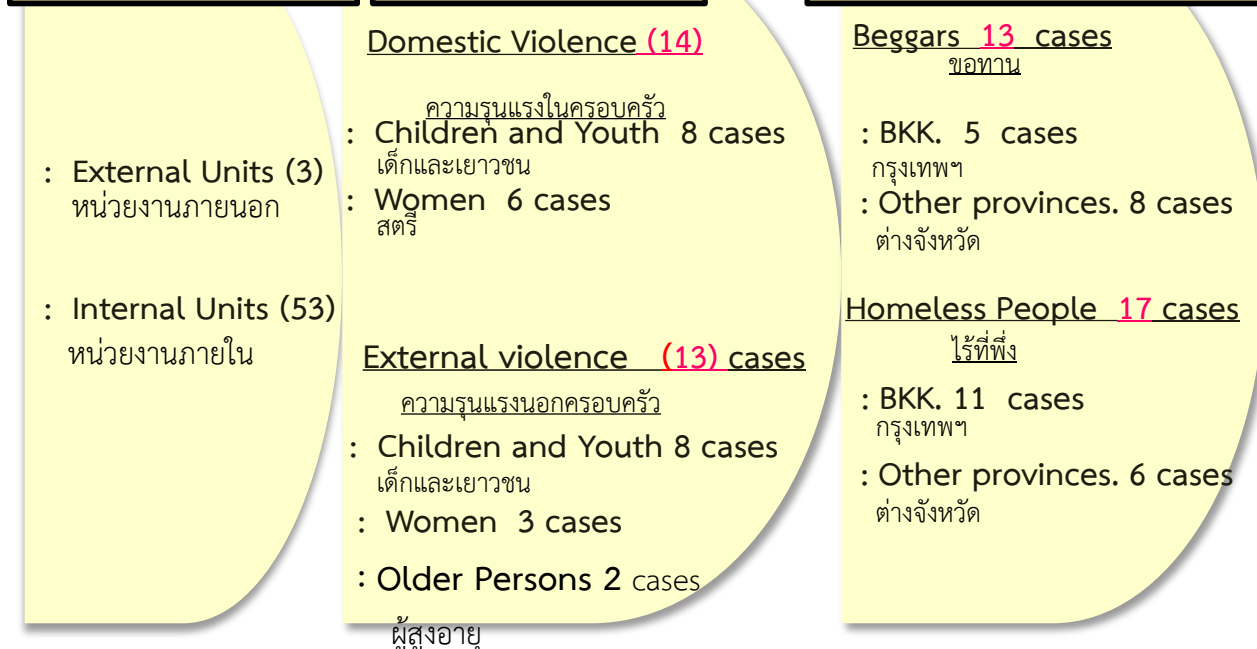 : External Units (3)
หน่วยงานภายนอก
: Internal Units (53)
หน่วยงานภายใน
Domestic Violence (14)
ความรุนแรงในครอบครัว
: Children and Youth 8 cases
เด็กและเยาวชน
: Women 6 cases
สตรี
External violence (13) cases
ความรุนแรงนอกครอบครัว
: Children and Youth 8 cases
เด็กและเยาวชน
: Women 3 cases
: Older Persons 2 cases
ผู้สูงอายุ
Beggars 13 cases
ขอทาน
: BKK. 5 cases
กรุงเทพฯ
: Other provinces. 8 cases
ต่างจังหวัด
Homeless People 17 cases
ไร้ที่พึ่ง
: BKK. 11 cases
กรุงเทพฯ
: Other provinces. 6 cases
ต่างจังหวัด